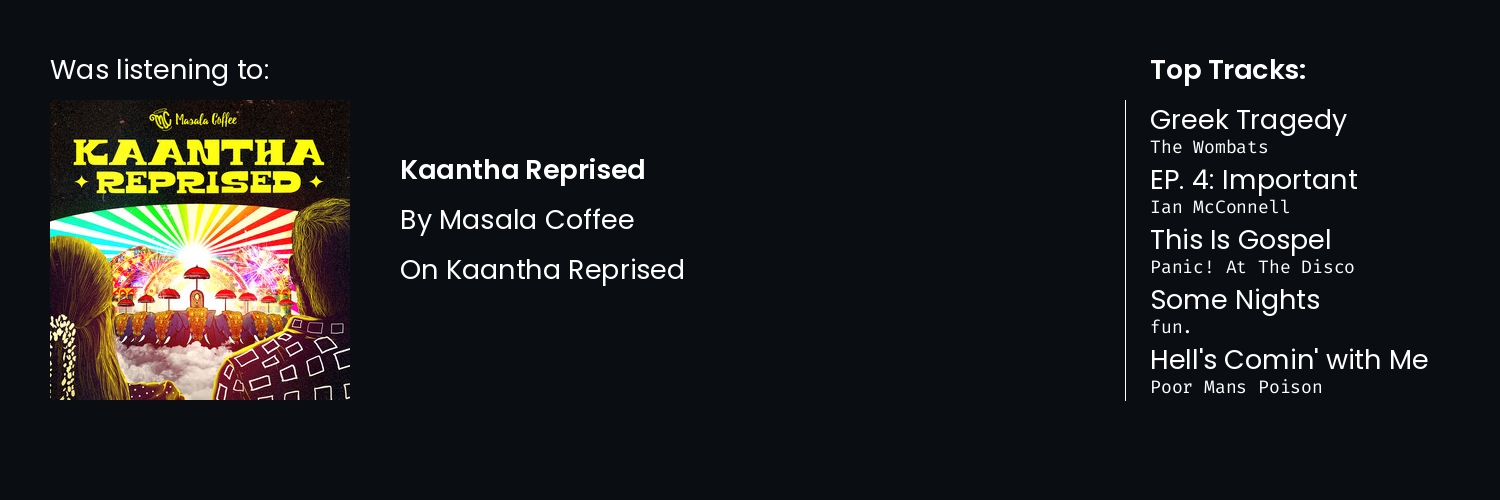 Was listening to:
Masala Coffee
KAANTHA
REPRISED
Kaantha Reprised
By Masala Coffee
On Kaantha Reprised
Top Tracks:
Greek Tragedy
The Wombats
EP. 4: Important
Ian McConnell
This Is Gospel
Panic! At The Disco
Some Nights
fun.
Hell's Comin' with Me
Poor Mans Poison